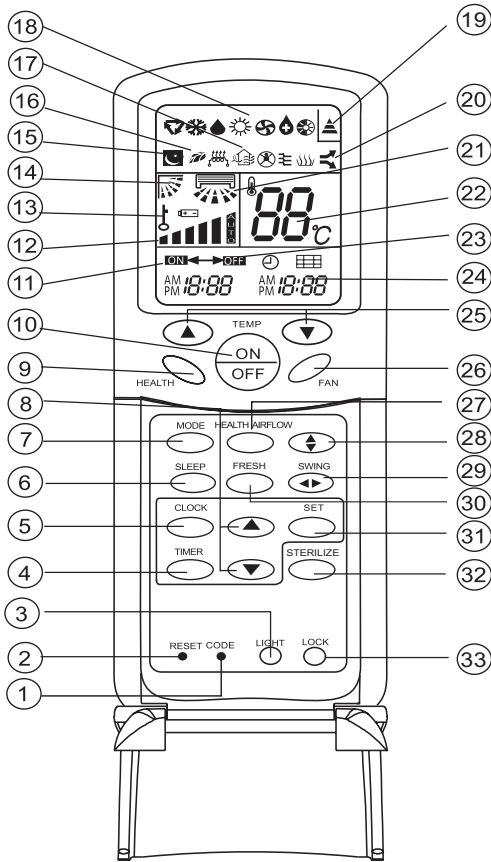 18
19
17
20
16
15
21
14
22
13
AUTO
88 °C
12
23
ON OFF
11
24
AM
PM 18:88
AM
PM 18:88
10
TEMP
25
ON
OFF
9
HEALTH
FAN
26
8
27
MODE HEALTH AIRFLOW
7
28
SLEEP FRESH SWING
6
29
30
CLOCK SET
5
31
TIMER STERILIZE
4
32
3
RESET CODE LIGHT LOCK
2
33
1